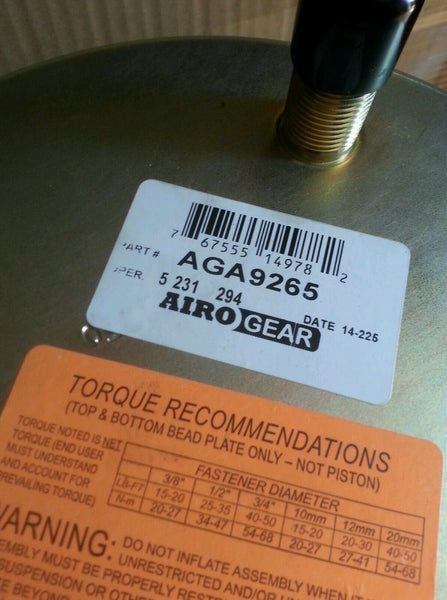 7 67555 14978 2
PART # AGA9265
OPER. 5 231 294
AIRO GEAR
DATE 14-225
TORQUE RECOMMENDATIONS
(TOP & BOTTOM BEAD PLATE ONLY – NOT PISTON)
TORQUE NOTED IS NET
TORQUE (END USER
MUST UNDERSTAND
AND ACCOUNT FOR
PREVAILING TORQUE)
FASTENER DIAMETER
3/8" 1/2" 3/4" 10mm 12mm 20mm
LB-FT 15-20 25-35 40-50 15-20 20-30 40-50
N-m 20-27 34-47 54-68 20-27 27-41 54-68
WARNING: DO NOT INFLATE ASSEMBLY WHEN IT
UNRESTRICTED AND/OR
MUST BE PROPERLY
SUSPENSION OR
BEYOND